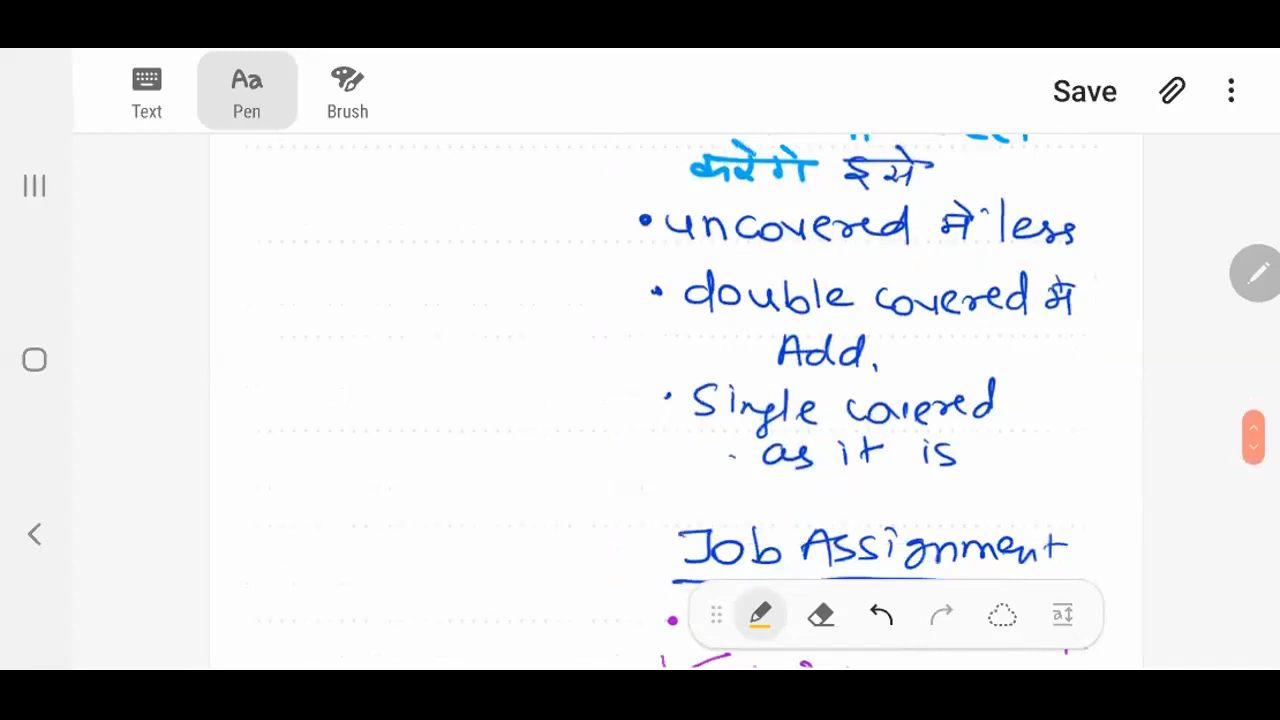 Text
Pen
Brush
Save
करेगे इसे
• uncovered मे less
• double covered मे
Add.
• Single covered
as it is
Job Assignment